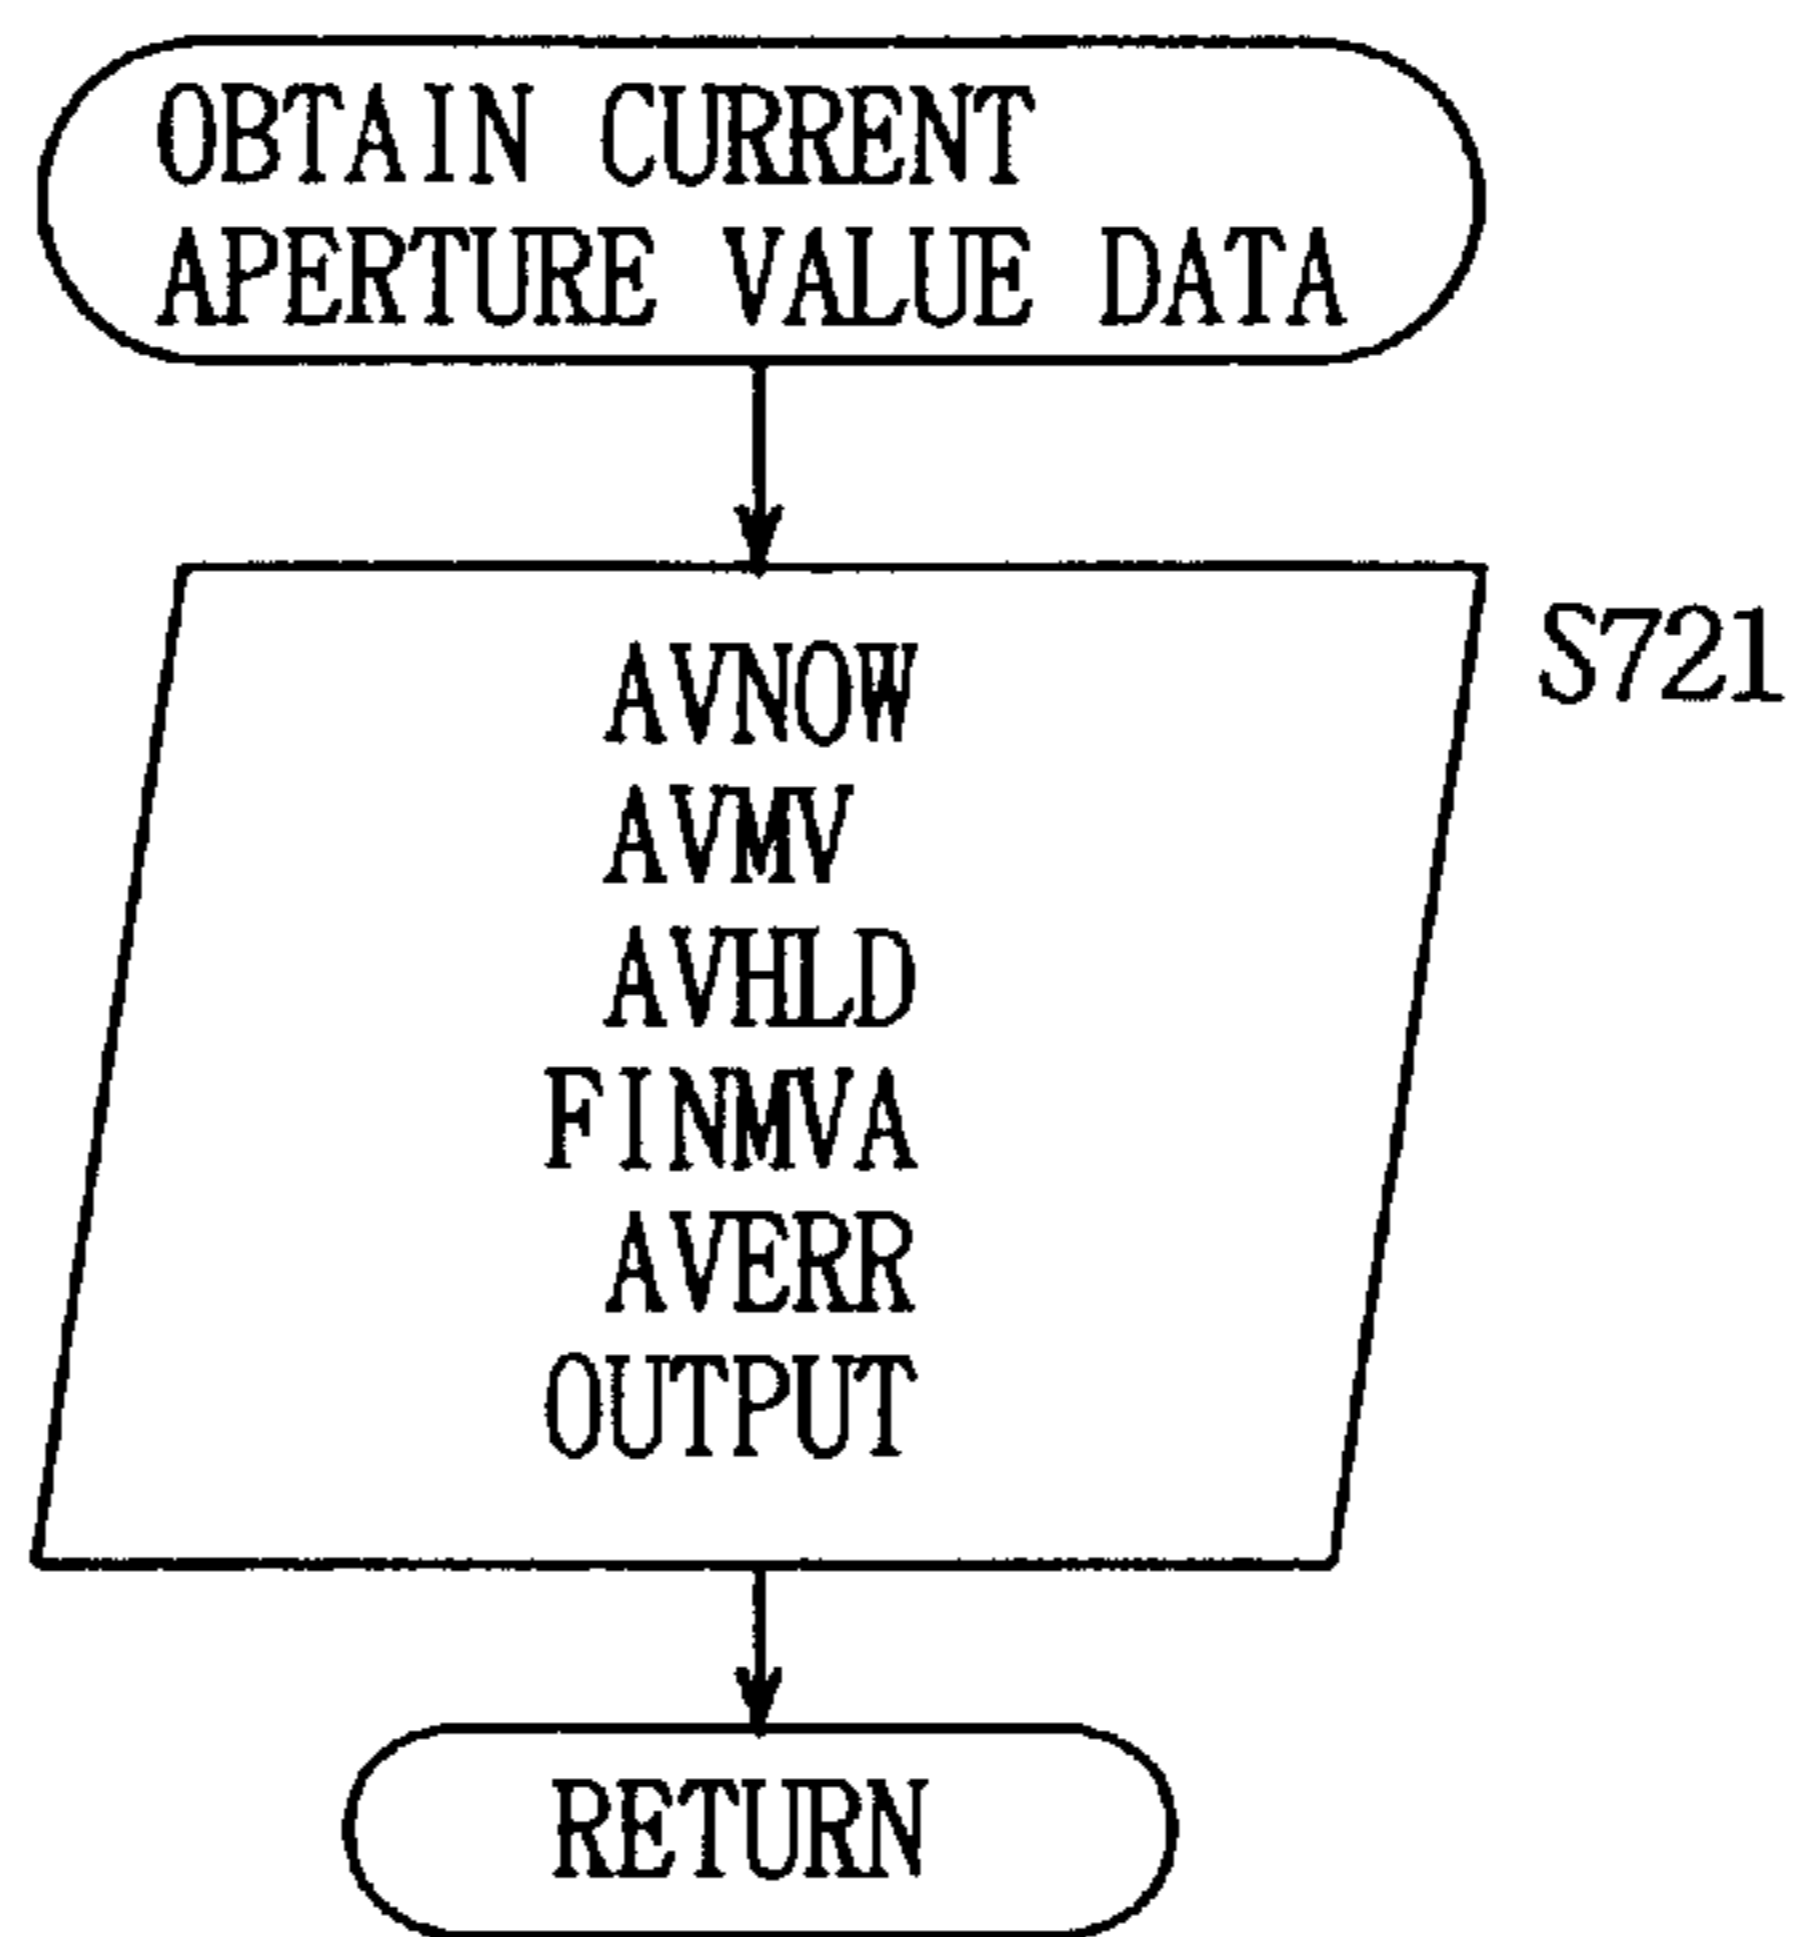 OBTAIN CURRENT
APERTURE VALUE DATA
S721
AVNOW
AVMV
AVHLD
FINMVA
AVERR
OUTPUT
RETURN